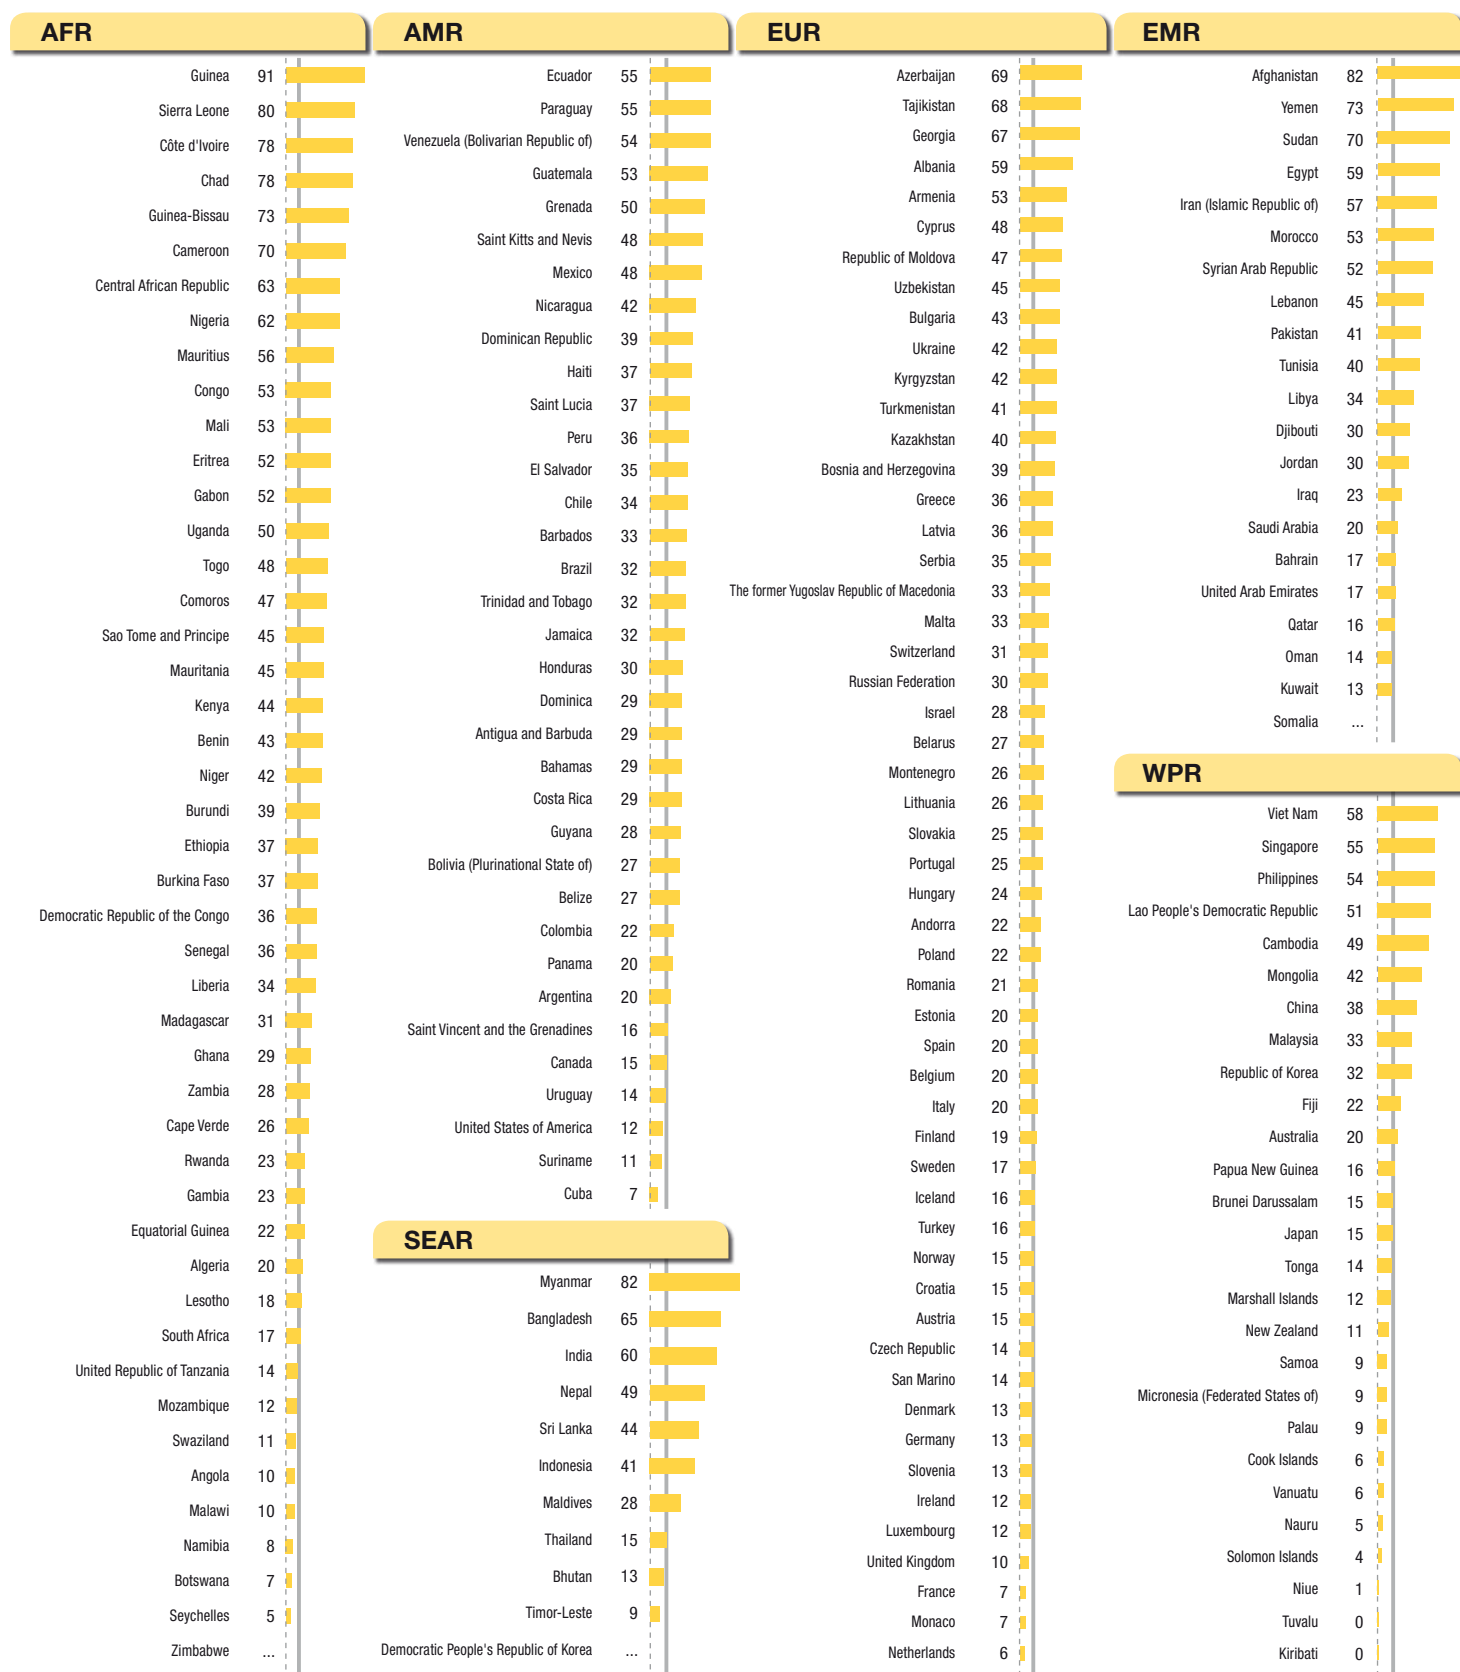 AFR
Guinea 91
Sierra Leone 80
Côte d'Ivoire 78
Chad 78
Guinea-Bissau 73
Cameroon 70
Central African Republic 63
Nigeria 62
Mauritius 56
Congo 53
Mali 53
Eritrea 52
Gabon 52
Uganda 50
Togo 48
Comoros 47
Sao Tome and Principe 45
Mauritania 45
Kenya 44
Benin 43
Niger 42
Burundi 39
Ethiopia 37
Burkina Faso 37
Democratic Republic of the Congo 36
Senegal 36
Liberia 34
Madagascar 31
Ghana 29
Zambia 28
Cape Verde 26
Rwanda 23
Gambia 23
Equatorial Guinea 22
Algeria 20
Lesotho 18
South Africa 17
United Republic of Tanzania 14
Mozambique 12
Swaziland 11
Angola 10
Malawi 10
Namibia 8
Botswana 7
Seychelles 5
Zimbabwe ...
AMR
Ecuador 55
Paraguay 55
Venezuela (Bolivarian Republic of) 54
Guatemala 53
Grenada 50
Saint Kitts and Nevis 48
Mexico 48
Nicaragua 42
Dominican Republic 39
Haiti 37
Saint Lucia 37
Peru 36
El Salvador 35
Chile 34
Barbados 33
Brazil 32
Trinidad and Tobago 32
Jamaica 32
Honduras 30
Dominica 29
Antigua and Barbuda 29
Bahamas 29
Costa Rica 29
Guyana 28
Bolivia (Plurinational State of) 27
Belize 27
Colombia 22
Panama 20
Argentina 20
Saint Vincent and the Grenadines 16
Canada 15
Uruguay 14
United States of America 12
Suriname 11
Cuba 7
SEAR
Myanmar 82
Bangladesh 65
India 60
Nepal 49
Sri Lanka 44
Indonesia 41
Maldives 28
Thailand 15
Bhutan 13
Timor-Leste 9
Democratic People's Republic of Korea ...
EUR
Azerbaijan 69
Tajikistan 68
Georgia 67
Albania 59
Armenia 53
Cyprus 48
Republic of Moldova 47
Uzbekistan 45
Bulgaria 43
Ukraine 42
Kyrgyzstan 42
Turkmenistan 41
Kazakhstan 40
Bosnia and Herzegovina 39
Greece 36
Latvia 36
Serbia 35
The former Yugoslav Republic of Macedonia 33
Malta 33
Switzerland 31
Russian Federation 30
Israel 28
Belarus 27
Montenegro 26
Lithuania 26
Slovakia 25
Portugal 25
Hungary 24
Andorra 22
Poland 22
Romania 21
Estonia 20
Spain 20
Belgium 20
Italy 20
Finland 19
Sweden 17
Iceland 16
Turkey 16
Norway 15
Croatia 15
Austria 15
Czech Republic 14
San Marino 14
Denmark 13
Germany 13
Slovenia 13
Ireland 12
Luxembourg 12
United Kingdom 10
France 7
Monaco 7
Netherlands 6
EMR
Afghanistan 82
Yemen 73
Sudan 70
Egypt 59
Iran (Islamic Republic of) 57
Morocco 53
Syrian Arab Republic 52
Lebanon 45
Pakistan 41
Tunisia 40
Libya 34
Djibouti 30
Jordan 30
Iraq 23
Saudi Arabia 20
Bahrain 17
United Arab Emirates 17
Qatar 16
Oman 14
Kuwait 13
Somalia ...
WPR
Viet Nam 58
Singapore 55
Philippines 54
Lao People's Democratic Republic 51
Cambodia 49
Mongolia 42
China 38
Malaysia 33
Republic of Korea 32
Fiji 22
Australia 20
Papua New Guinea 16
Brunei Darussalam 15
Japan 15
Tonga 14
Marshall Islands 12
New Zealand 11
Samoa 9
Micronesia (Federated States of) 9
Palau 9
Cook Islands 6
Vanuatu 6
Nauru 5
Solomon Islands 4
Niue 1
Tuvalu 0
Kiribati 0